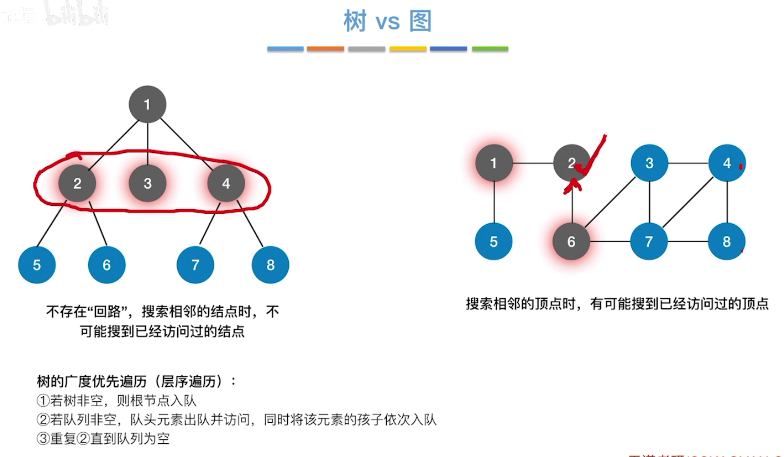 bilibili
树 vs 图
1
2
3
4
5
6
7
8
1
2
3
4
5
6
7
8
不存在“回路”，搜索相邻的结点时，不
可能搜到已经访问过的结点
搜索相邻的顶点时，有可能搜到已经访问过的顶点
树的广度优先遍历（层序遍历）：
①若树非空，则根节点入队
②若队列非空，队头元素出队并访问，同时将该元素的孩子依次入队
③重复②直到队列为空